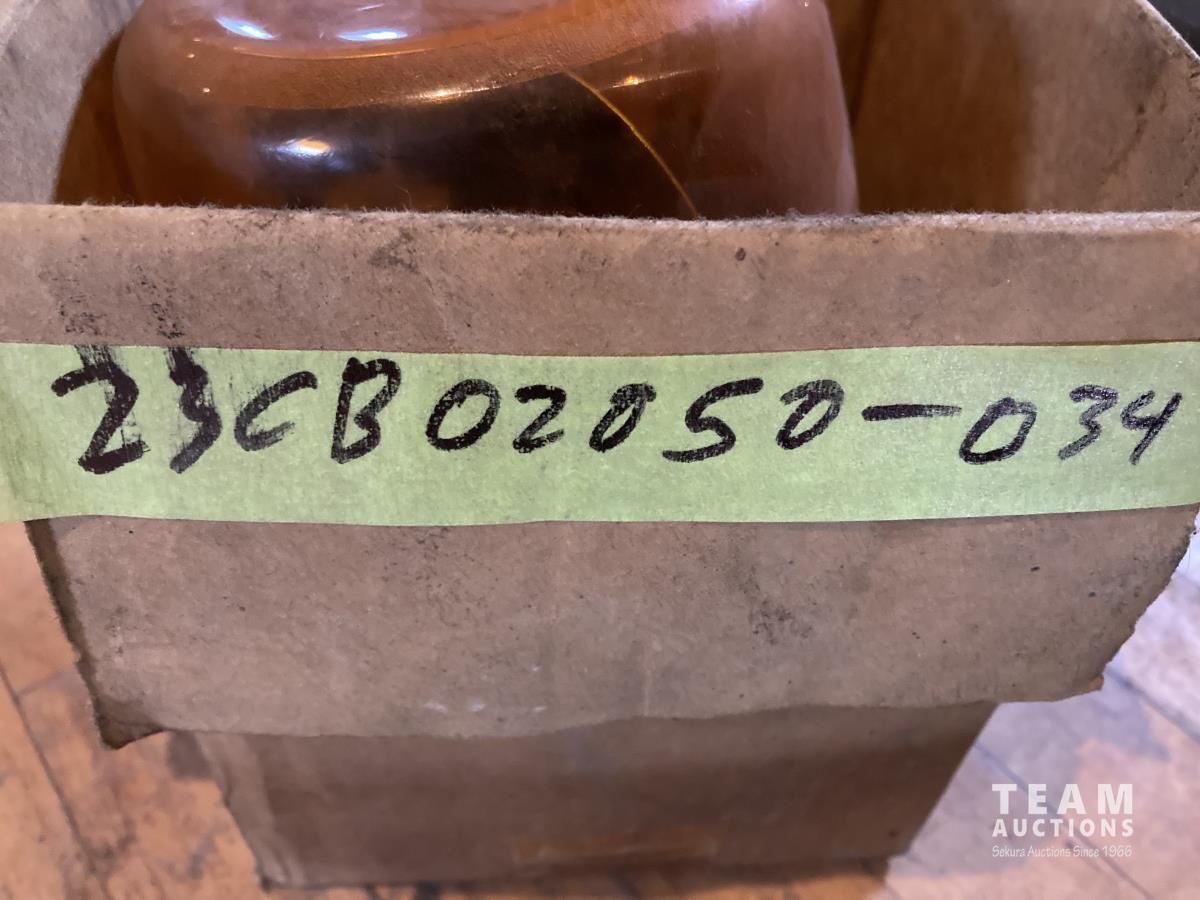 23CB02050-034
TEAM
AUCTIONS
Sekura Auctions Since 1966